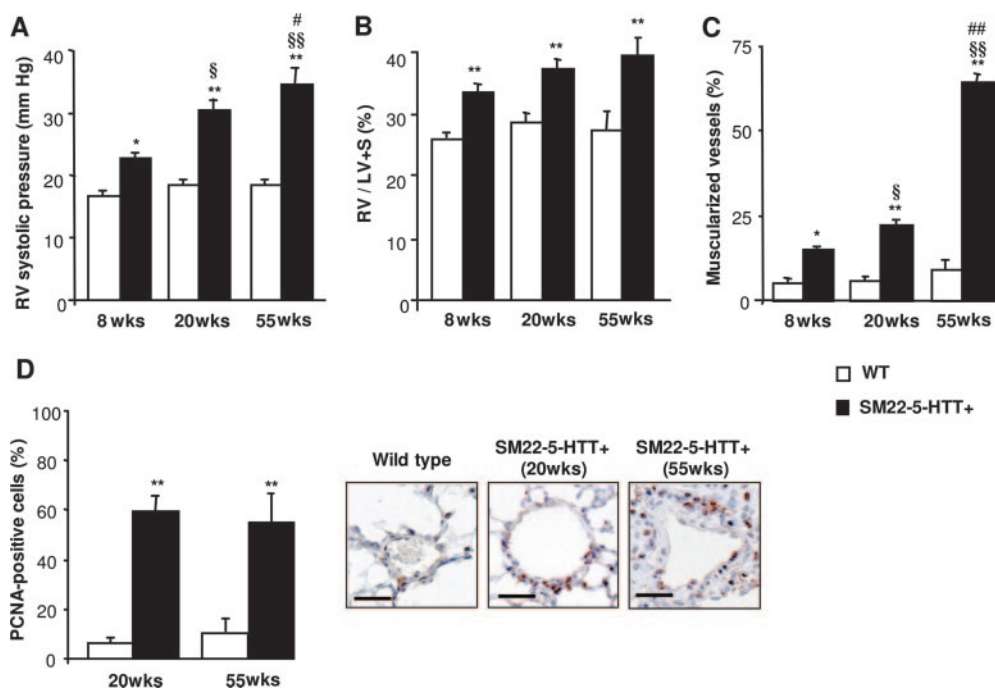 A
RV systolic pressure (mm Hg)
40
30
20
10
0
*
§
**
#
§§
**
8 wks
20wks
55wks
B
RV / LV+S (%)
40
30
20
10
0
**
**
**
8 wks
20wks
55wks
C
Muscularized vessels (%)
75
50
25
0
*
§
**
##
§§
**
8 wks
20wks
55wks
WT
SM22-5-HTT+
D
PCNA-positive cells (%)
100
80
60
40
20
0
**
**
20wks
55wks
Wild type
SM22-5-HTT+
(20wks)
SM22-5-HTT+
(55wks)